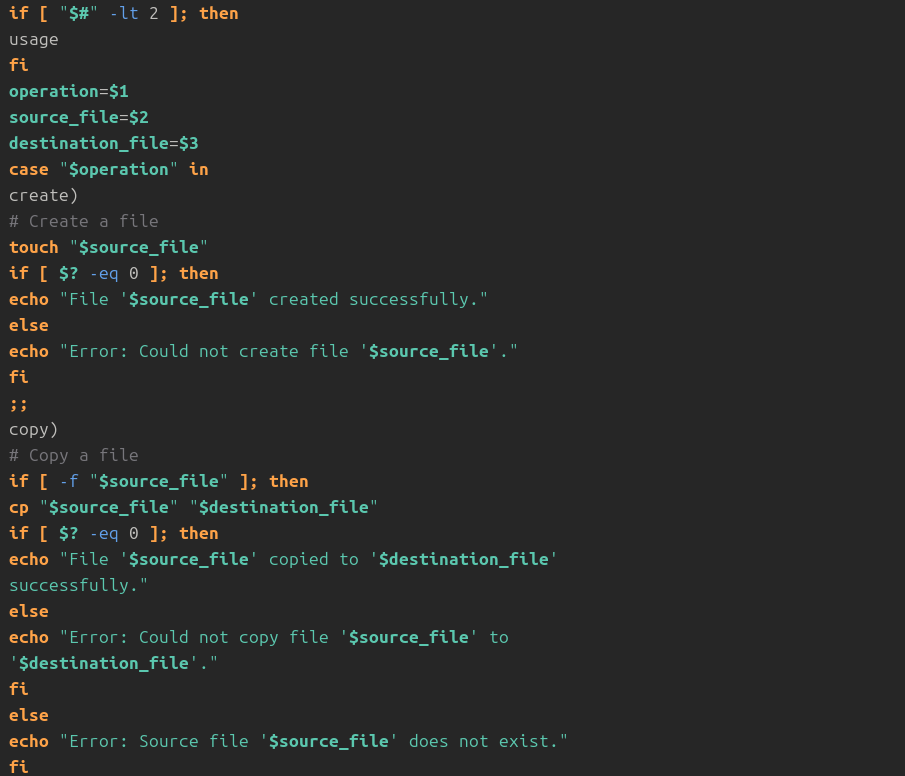 if [ "$#" -lt 2 ]; then
usage
fi
operation=$1
source_file=$2
destination_file=$3
case "$operation" in
create)
# Create a file
touch "$source_file"
if [ $? -eq 0 ]; then
echo "File '$source_file' created successfully."
else
echo "Error: Could not create file '$source_file'."
fi
;;
copy)
# Copy a file
if [ -f "$source_file" ]; then
cp "$source_file" "$destination_file"
if [ $? -eq 0 ]; then
echo "File '$source_file' copied to '$destination_file'
successfully."
else
echo "Error: Could not copy file '$source_file' to
'$destination_file'."
fi
else
echo "Error: Source file '$source_file' does not exist."
fi